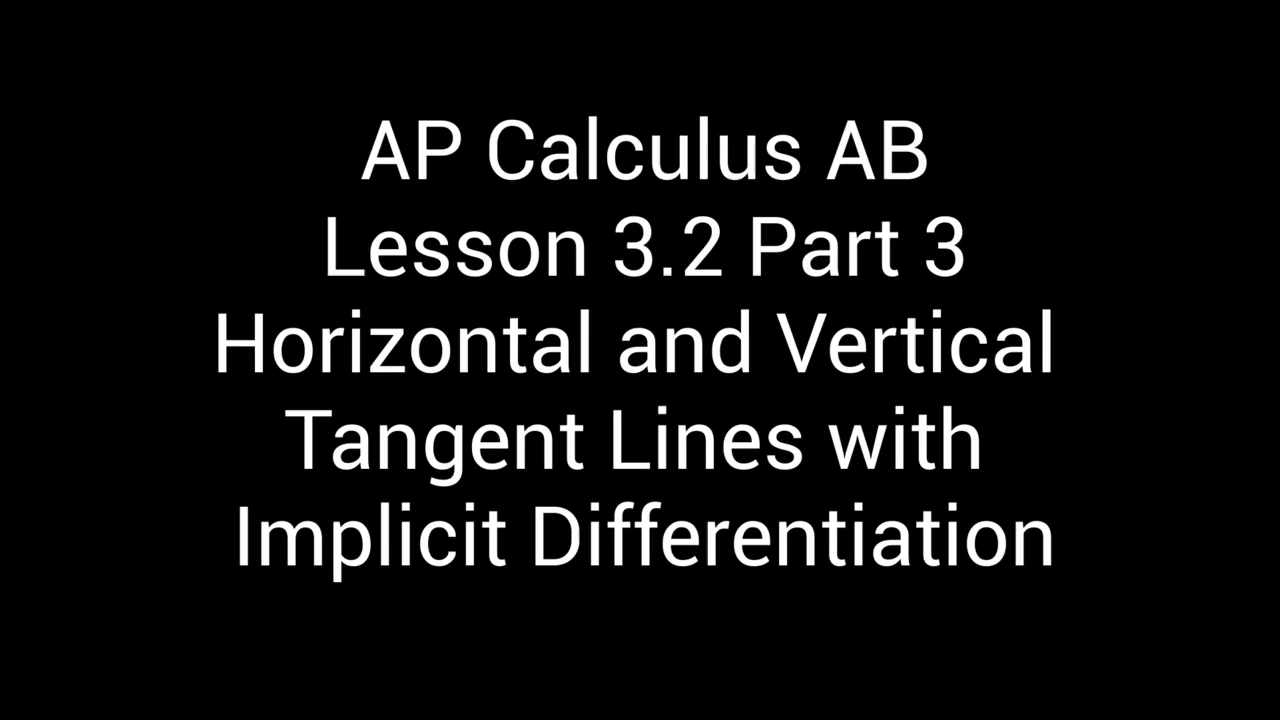 AP Calculus AB
Lesson 3.2 Part 3
Horizontal and Vertical
Tangent Lines with
Implicit Differentiation